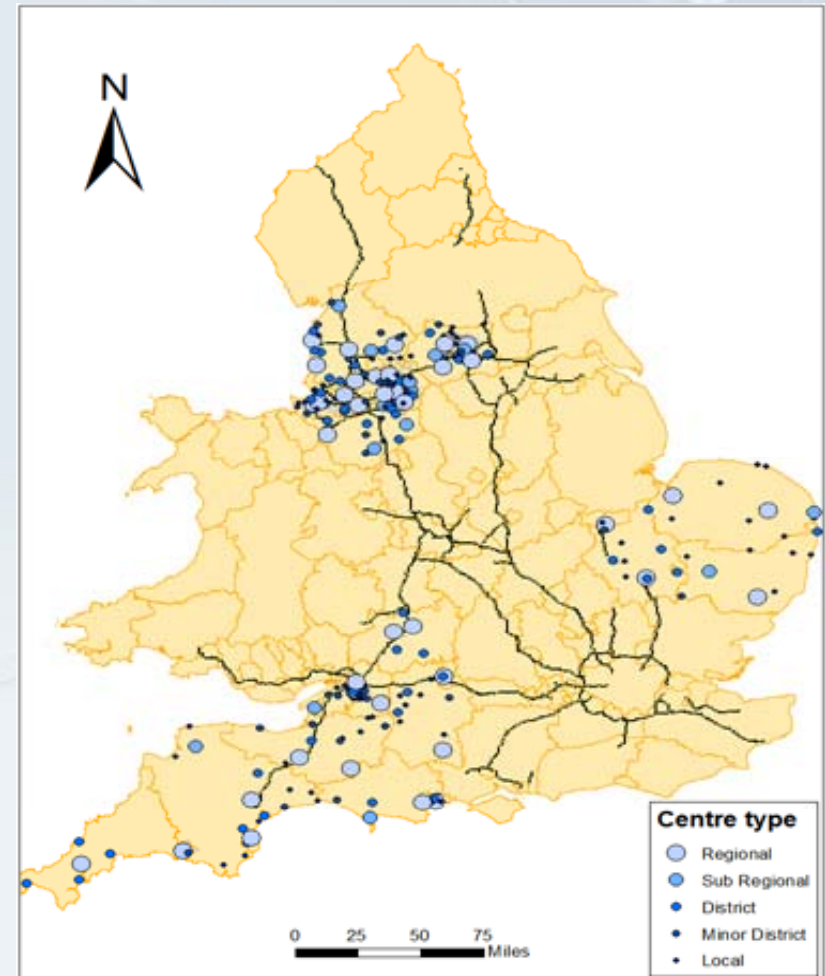 N
Centre type
Regional
Sub Regional
District
Minor District
Local
0 25 50 75
Miles